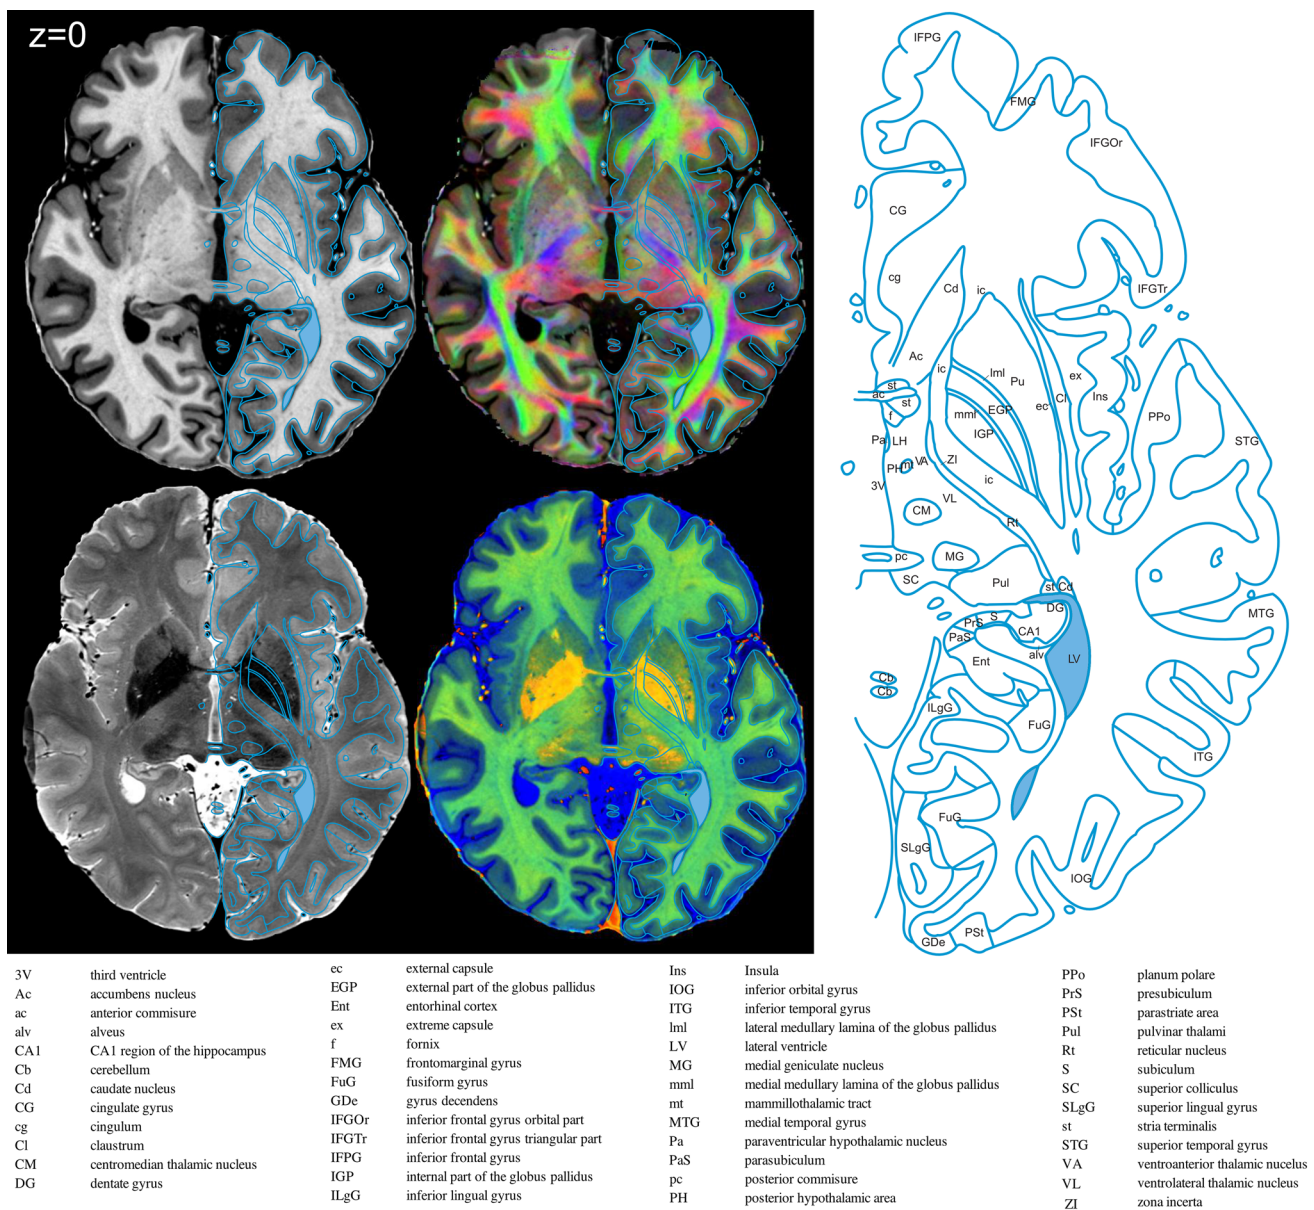 z=0
IFPG
FMG
IFGOr
CG
cg
Cd
ic
IFGTr
Ac
ic
lml
Pu
ex
st
ac
st
mml
EGP
ec
Cl
Ins
PPo
f
IGP
STG
Pa
LH
PH
mt
VA
ZI
3V
ic
VL
CM
Rt
pc
MG
SC
Pul
st
Cd
DG
PrS
S
CA1
MTG
PaS
alv
Ent
LV
Cb
Cb
ILgG
FuG
ITG
FuG
SLgG
IOG
GDe
PSt
3V third ventricle
Ac accumbens nucleus
ac anterior commisure
alv alveus
CA1 CA1 region of the hippocampus
Cb cerebellum
Cd caudate nucleus
CG cingulate gyrus
cg cingulum
Cl claustrum
CM centromedian thalamic nucleus
DG dentate gyrus
ec external capsule
EGP external part of the globus pallidus
Ent entorhinal cortex
ex extreme capsule
f fornix
FMG frontomarginal gyrus
FuG fusiform gyrus
GDe gyrus decendens
IFGOr inferior frontal gyrus orbital part
IFGTr inferior frontal gyrus triangular part
IFPG inferior frontal gyrus
IGP internal part of the globus pallidus
ILgG inferior lingual gyrus
Ins Insula
IOG inferior orbital gyrus
ITG inferior temporal gyrus
lml lateral medullary lamina of the globus pallidus
LV lateral ventricle
MG medial geniculate nucleus
mml medial medullary lamina of the globus pallidus
mt mammillothalamic tract
MTG medial temporal gyrus
Pa paraventricular hypothalamic nucleus
PaS parasubiculum
pc posterior commisure
PH posterior hypothalamic area
PPo planum polare
PrS presubiculum
PSt parastriate area
Pul pulvinar thalami
Rt reticular nucleus
S subiculum
SC superior colliculus
SLgG superior lingual gyrus
st stria terminalis
STG superior temporal gyrus
VA ventroanterior thalamic nucelus
VL ventrolateral thalamic nucleus
ZI zona incerta